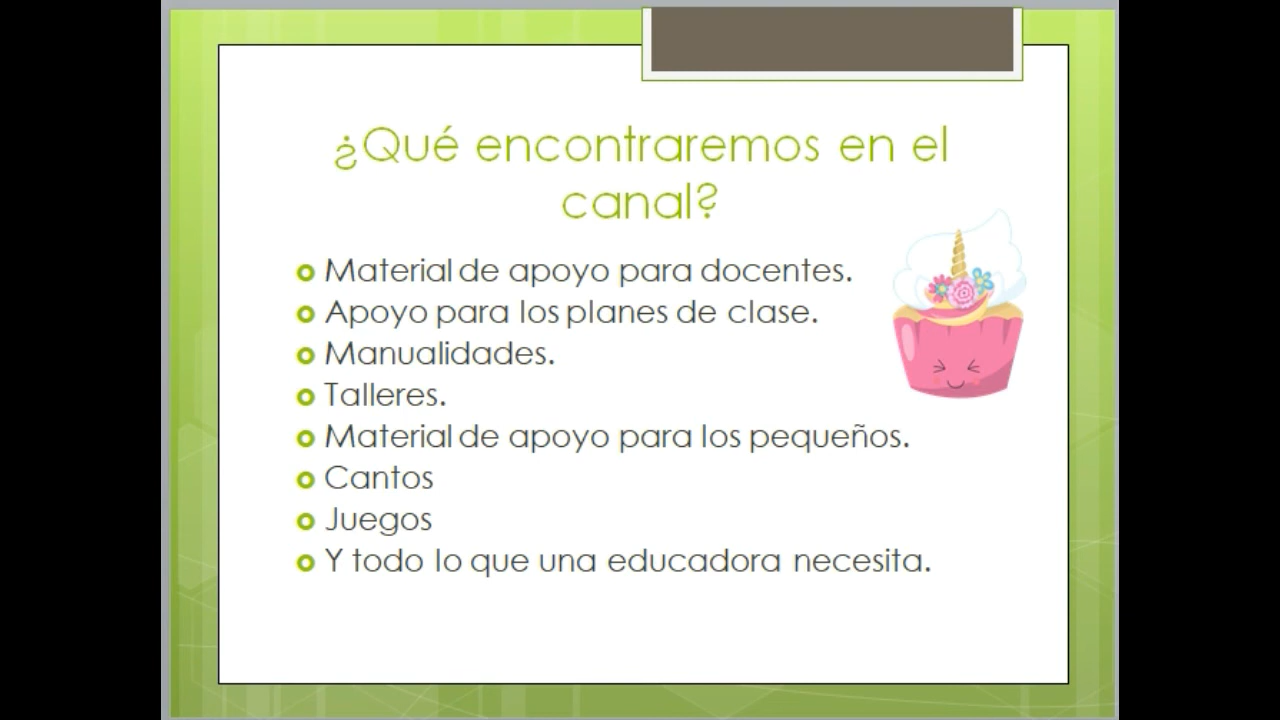 ¿Qué encontraremos en el
canal?
Material de apoyo para docentes.
Apoyo para los planes de clase.
Manualidades.
Talleres.
Material de apoyo para los pequeños.
Cantos
Juegos
Y todo lo que una educadora necesita.